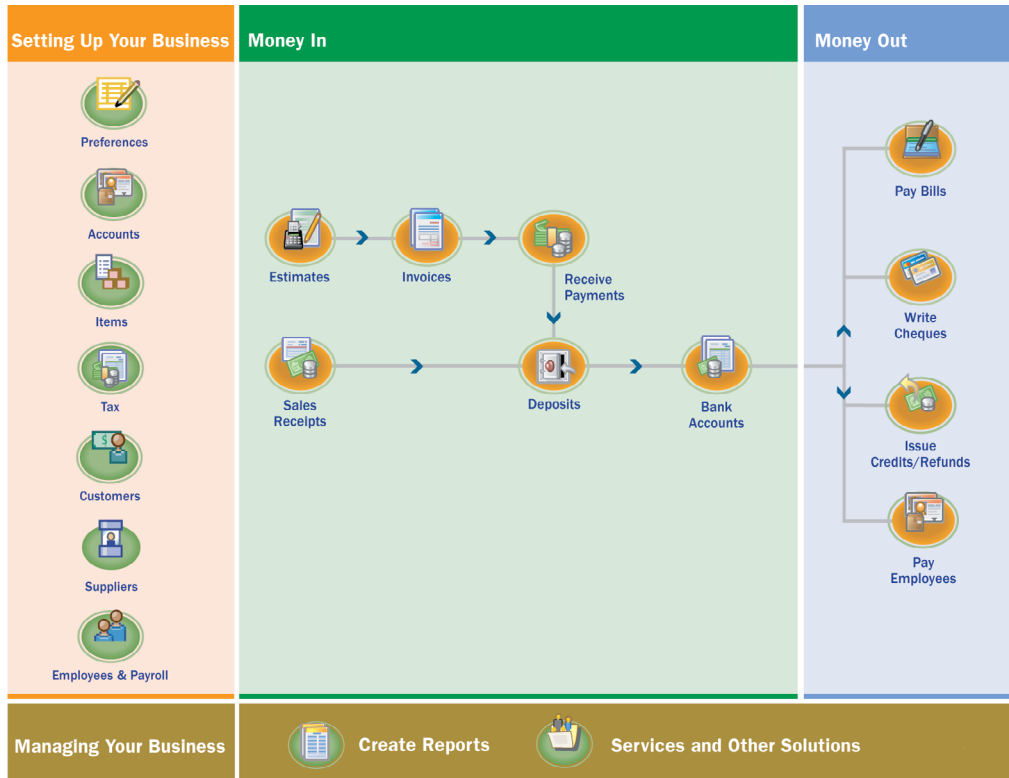 Setting Up Your Business
Preferences
Accounts
Items
Tax
Customers
Suppliers
Employees & Payroll
Money In
Estimates
Invoices
Receive
Payments
Sales
Receipts
Deposits
Bank
Accounts
Money Out
Pay Bills
Write
Cheques
Issue
Credits/Refunds
Pay
Employees
Managing Your Business
Create Reports
Services and Other Solutions